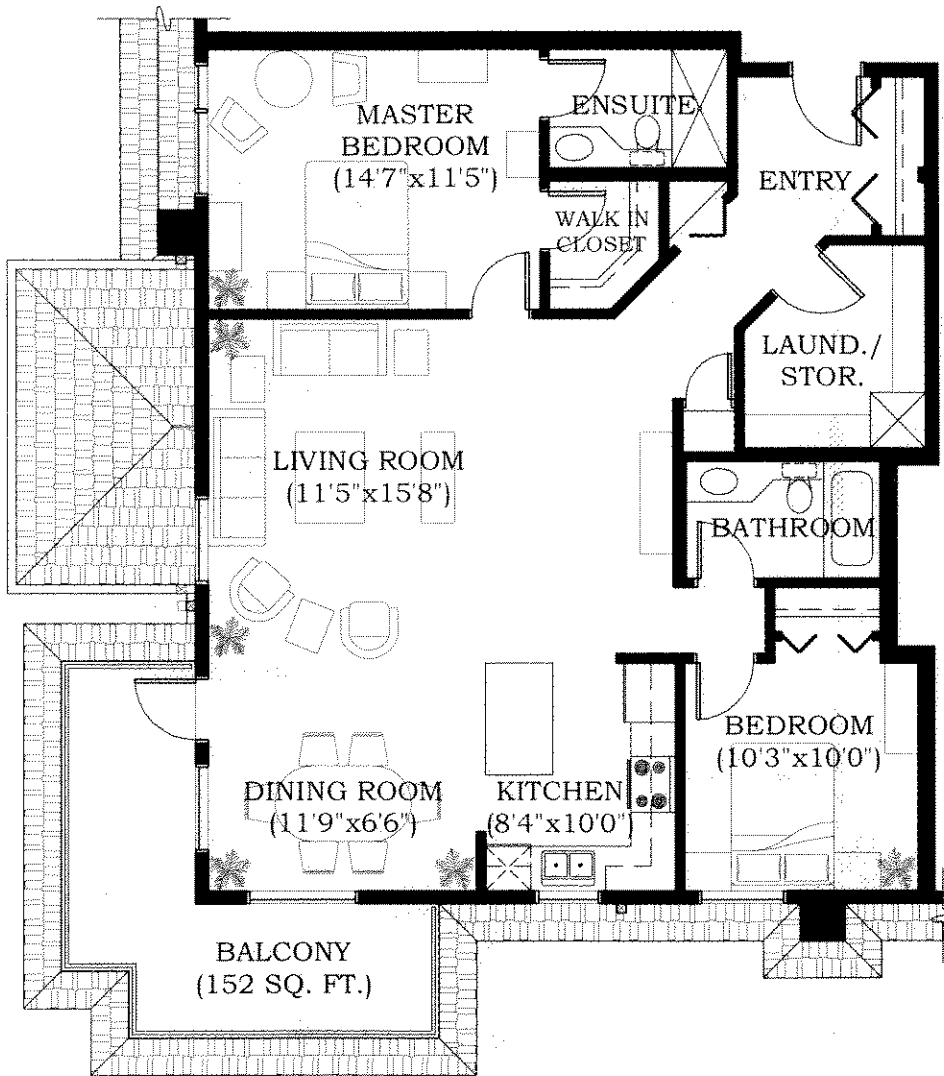 MASTER
BEDROOM
(14'7"x11'5")
ENSUITE
ENTRY
WALK IN
CLOSET
LAUND./
STOR.
LIVING ROOM
(11'5"x15'8")
BATHROOM
BEDROOM
(10'3"x10'0")
DINING ROOM
(11'9"x6'6")
KITCHEN
(8'4"x10'0")
BALCONY
(152 SQ. FT.)